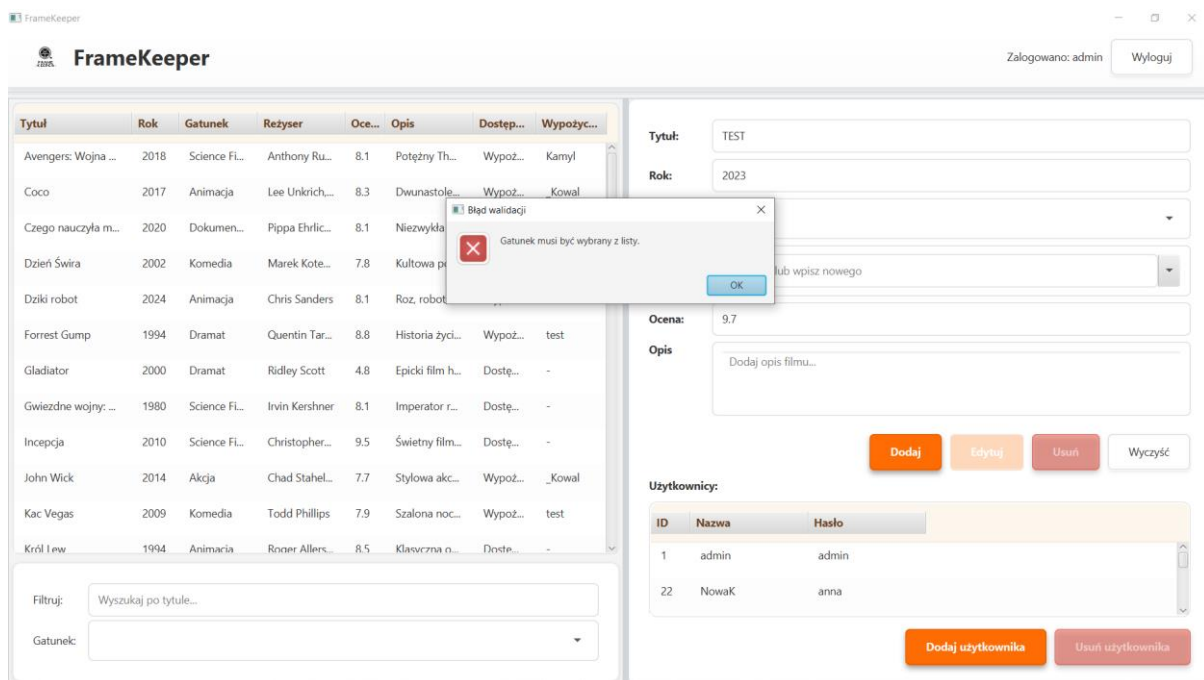 FrameKeeper
FrameKeeper
Zalogowano: admin Wyloguj
Tytuł Rok Gatunek Reżyser Oce... Opis Dostęp... Wypożyc...
Avengers: Wojna ... 2018 Science Fi... Anthony Ru... 8.1 Potężny Th... Wypoż... Kamyl
Coco 2017 Animacja Lee Unkrich,... 8.3 Dwunastole... Wypoż... _Kowal
Czego nauczyła m... 2020 Dokumen... Pippa Ehrlic... 8.1 Niezwykła
Dzień Świra 2002 Komedia Marek Kote... 7.8 Kultowa
Dziki robot 2024 Animacja Chris Sanders 8.1 Roz, robot
Forrest Gump 1994 Dramat Quentin Tar... 8.8 Historia życi... Wypoż... test
Gladiator 2000 Dramat Ridley Scott 4.8 Epicki film h... Dostę... -
Gwiezdne wojny: ... 1980 Science Fi... Irvin Kershner 8.1 Imperator r... Dostę... -
Incepcja 2010 Science Fi... Christopher... 9.5 Świetny film... Dostę... -
John Wick 2014 Akcja Chad Stahel... 7.7 Stylowa akc... Wypoż... _Kowal
Kac Vegas 2009 Komedia Todd Phillips 7.9 Szalona noc... Wypoż... test
Król Lew 1994 Animacja Roger Allers... 8.5 Klasyczna o... Dostę... -
Filtruj: Wyszukaj po tytule...
Gatunek:
Błąd walidacji
Gatunek musi być wybrany z listy.
OK
Tytuł: TEST
Rok: 2023
lub wpisz nowego
Ocena: 9.7
Opis Dodaj opis filmu...
Dodaj Edytuj Usuń Wyczyść
Użytkownicy:
ID Nazwa Hasło
1 admin admin
22 NowaK anna
Dodaj użytkownika Usuń użytkownika